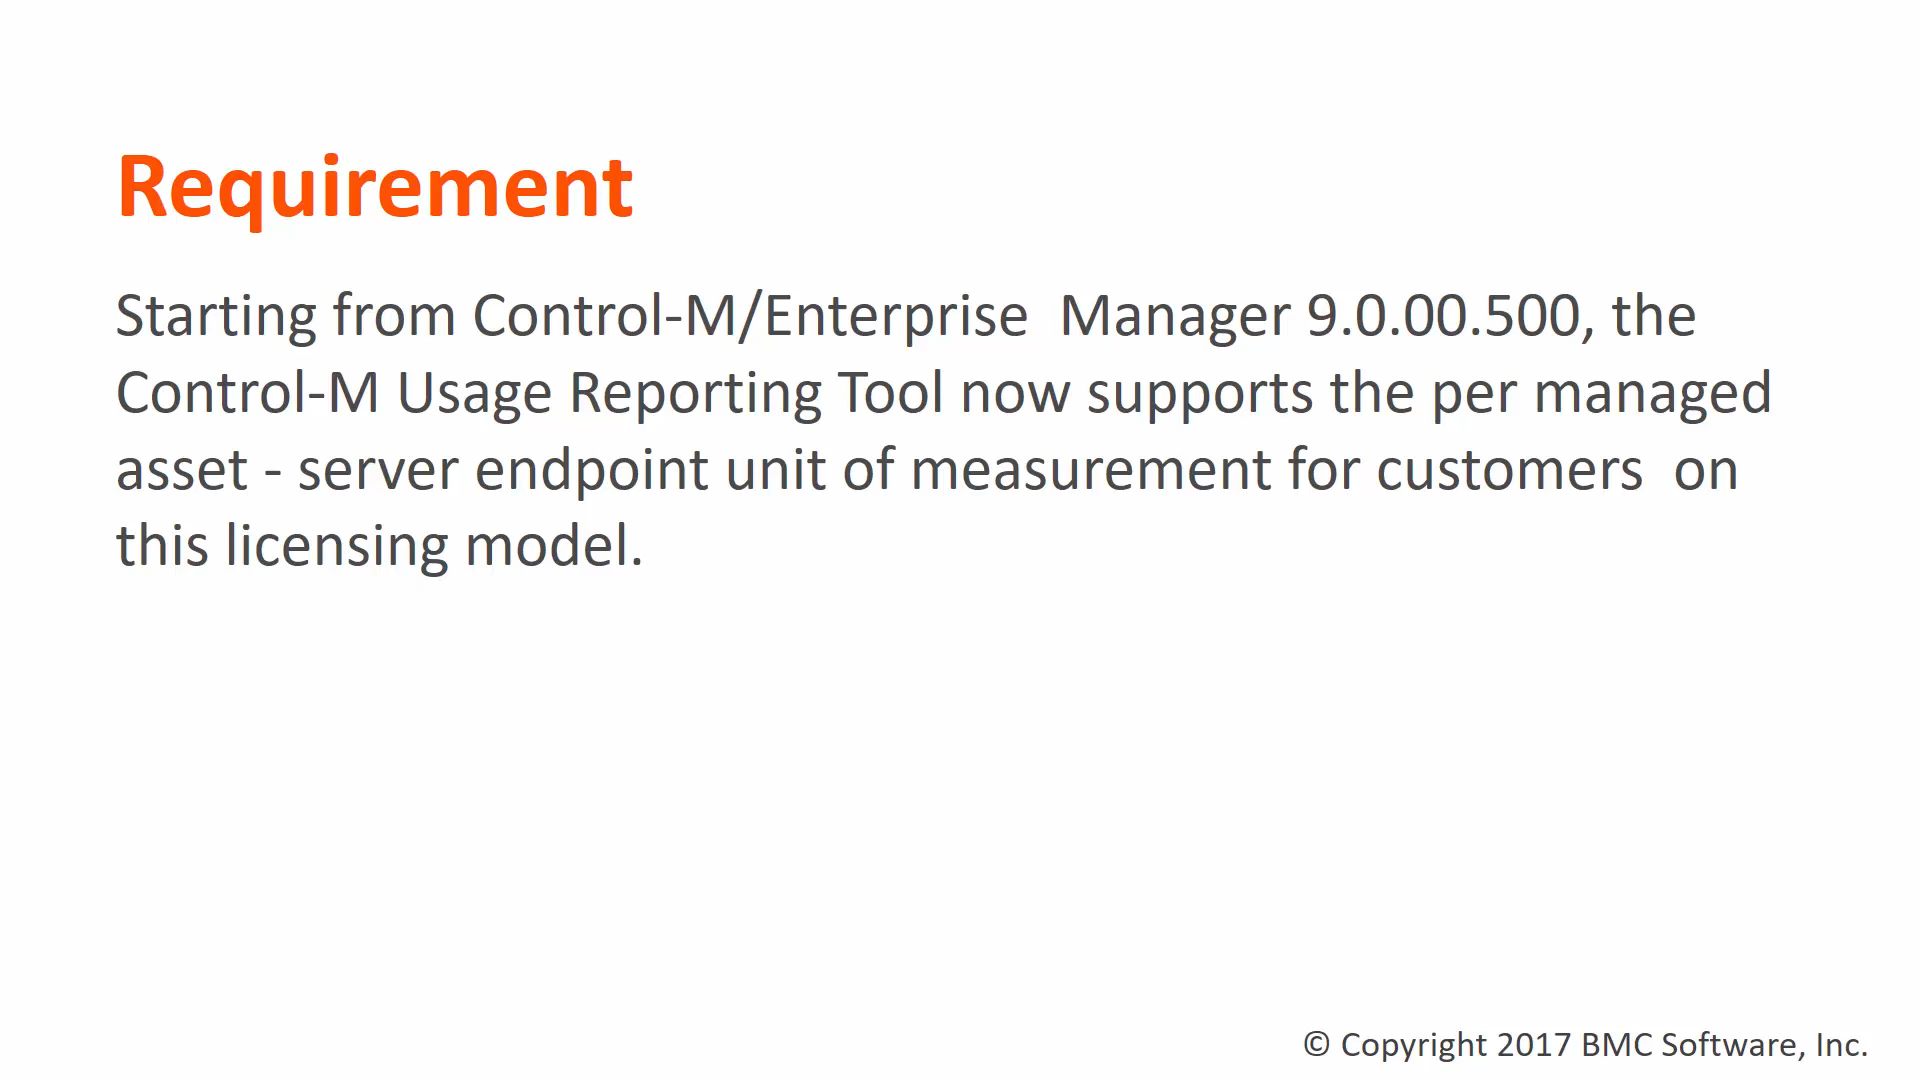 Requirement
Starting from Control-M/Enterprise  Manager 9.0.00.500, the
Control-M Usage Reporting Tool now supports the per managed
asset - server endpoint unit of measurement for customers  on
this licensing model.
© Copyright 2017 BMC Software, Inc.